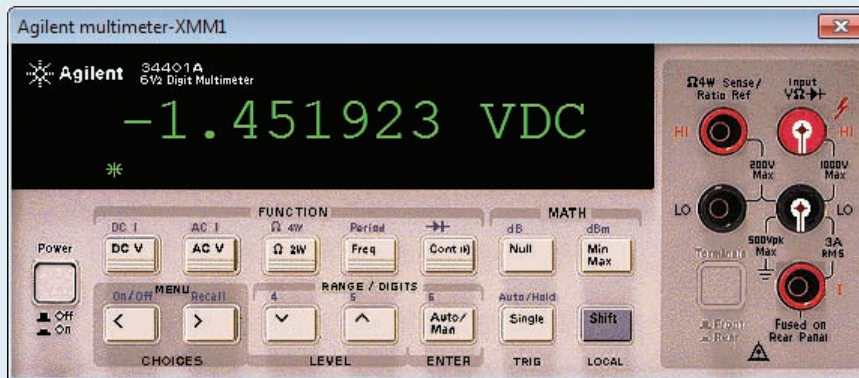 Agilent multimeter-XMM1
Agilent 34401A
6½ Digit Multimeter
-1.451923 VDC
*
FUNCTION
MATH
DC I AC I Ω 4W Period dB dBm
DC V AC V Ω 2W Freq Cont Null Min Max
Power
Off
On
MENU
RANGE / DIGITS
On/Off Recall 4 5 6 Auto/Hold
< > ∨ ∧ Auto/Man Single Shift
CHOICES LEVEL ENTER TRIG LOCAL
Ω4W Sense/
Ratio Ref
Input
VΩ
HI HI
200V
Max
1000V
Max
LO LO
500Vpk
Max
3A
RMS
Terminals
I
Front
Rear
Fused on
Rear Panal